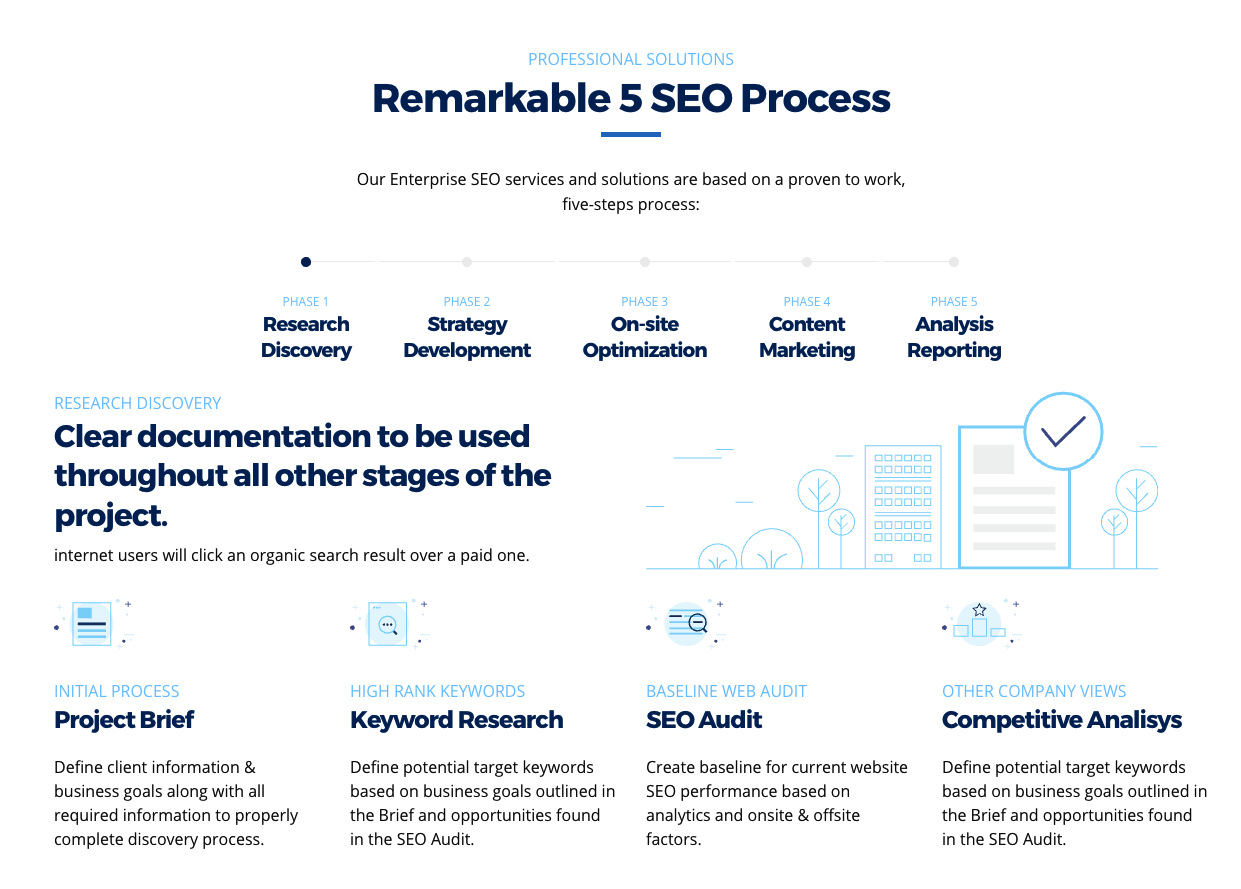 PROFESSIONAL SOLUTIONS
Remarkable 5 SEO Process
Our Enterprise SEO services and solutions are based on a proven to work,
five-steps process:
PHASE 1
Research
Discovery
PHASE 2
Strategy
Development
PHASE 3
On-site
Optimization
PHASE 4
Content
Marketing
PHASE 5
Analysis
Reporting
RESEARCH DISCOVERY
Clear documentation to be used
throughout all other stages of the
project.
internet users will click an organic search result over a paid one.
INITIAL PROCESS
Project Brief
Define client information &
business goals along with all
required information to properly
complete discovery process.
HIGH RANK KEYWORDS
Keyword Research
Define potential target keywords
based on business goals outlined in
the Brief and opportunities found
in the SEO Audit.
BASELINE WEB AUDIT
SEO Audit
Create baseline for current website
SEO performance based on
analytics and onsite & offsite
factors.
OTHER COMPANY VIEWS
Competitive Analisys
Define potential target keywords
based on business goals outlined in
the Brief and opportunities found
in the SEO Audit.